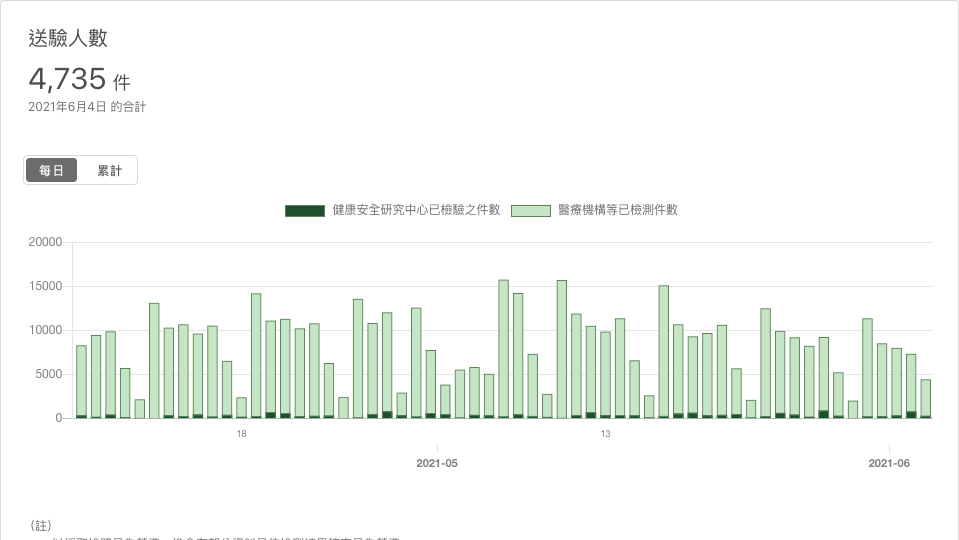 送驗人數
4,735 件
2021年6月4日 的合計
每日 累計
健康安全研究中心已檢驗之件數 醫療機構等已檢測件數
20000
15000
10000
5000
0
18 13
2021-05 2021-06
(註)